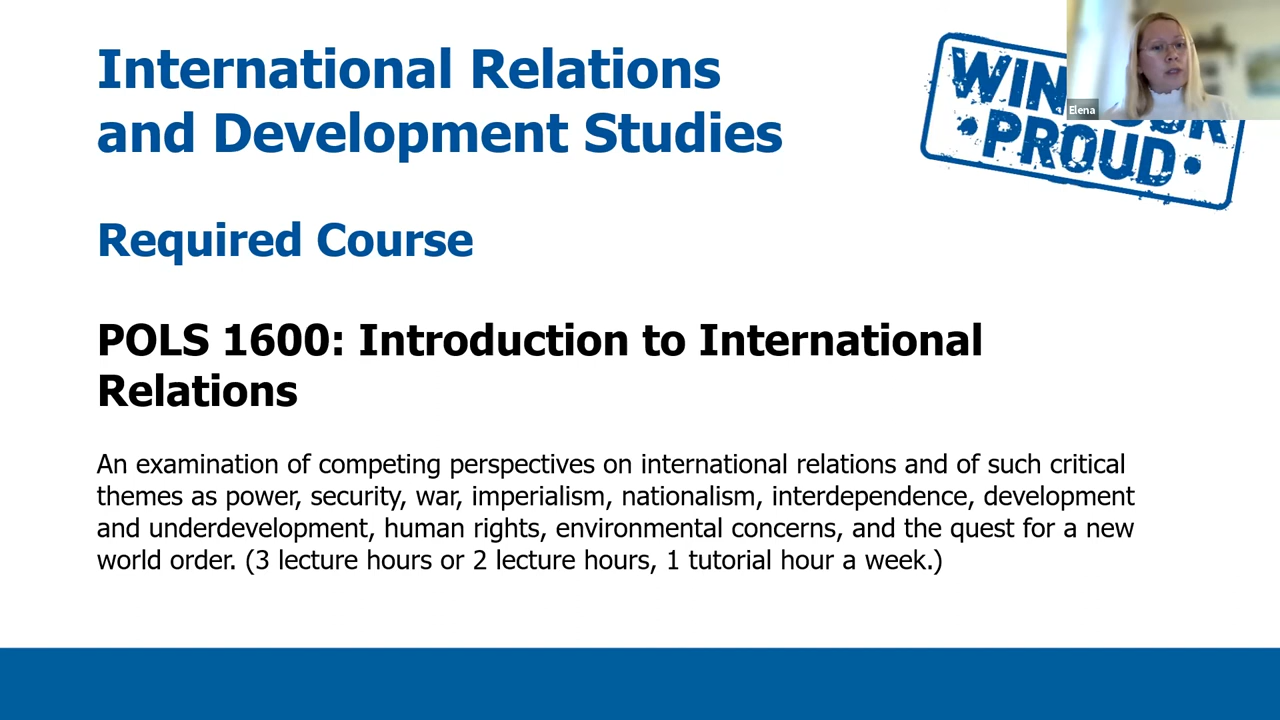 International Relations
and Development Studies
WIN
PROUD
Elena
Required Course
POLS 1600: Introduction to International
Relations
An examination of competing perspectives on international relations and of such critical
themes as power, security, war, imperialism, nationalism, interdependence, development
and underdevelopment, human rights, environmental concerns, and the quest for a new
world order. (3 lecture hours or 2 lecture hours, 1 tutorial hour a week.)